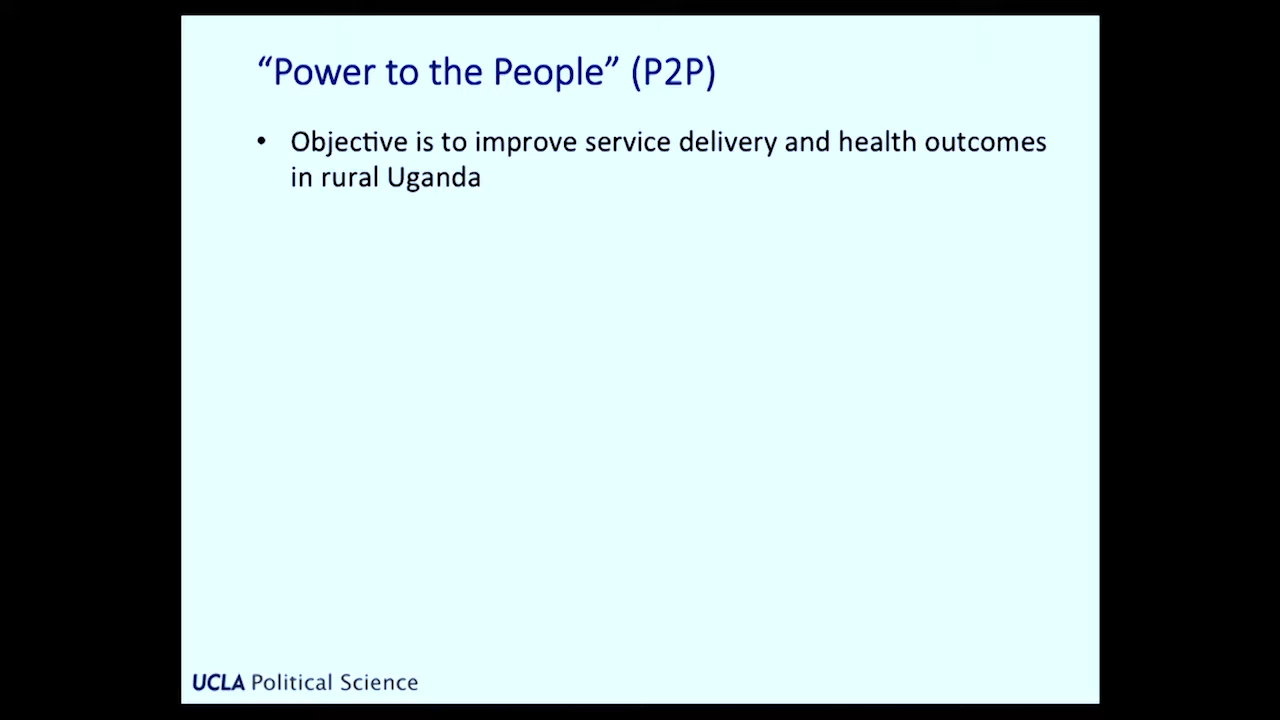 “Power to the People” (P2P)
• Objective is to improve service delivery and health outcomes
in rural Uganda
UCLA Political Science